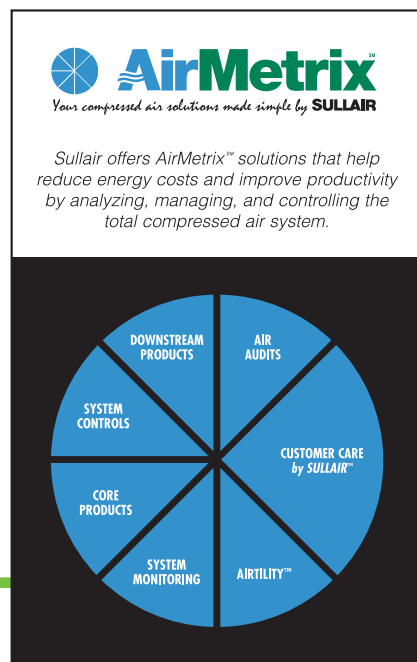 AirMetrix℠
Your compressed air solutions made simple by SULLAIR
Sullair offers AirMetrix℠ solutions that help
reduce energy costs and improve productivity
by analyzing, managing, and controlling the
total compressed air system.
DOWNSTREAM
PRODUCTS
AIR
AUDITS
SYSTEM
CONTROLS
CUSTOMER CARE
by SULLAIR℠
CORE
PRODUCTS
SYSTEM
MONITORING
AIRTILITY™